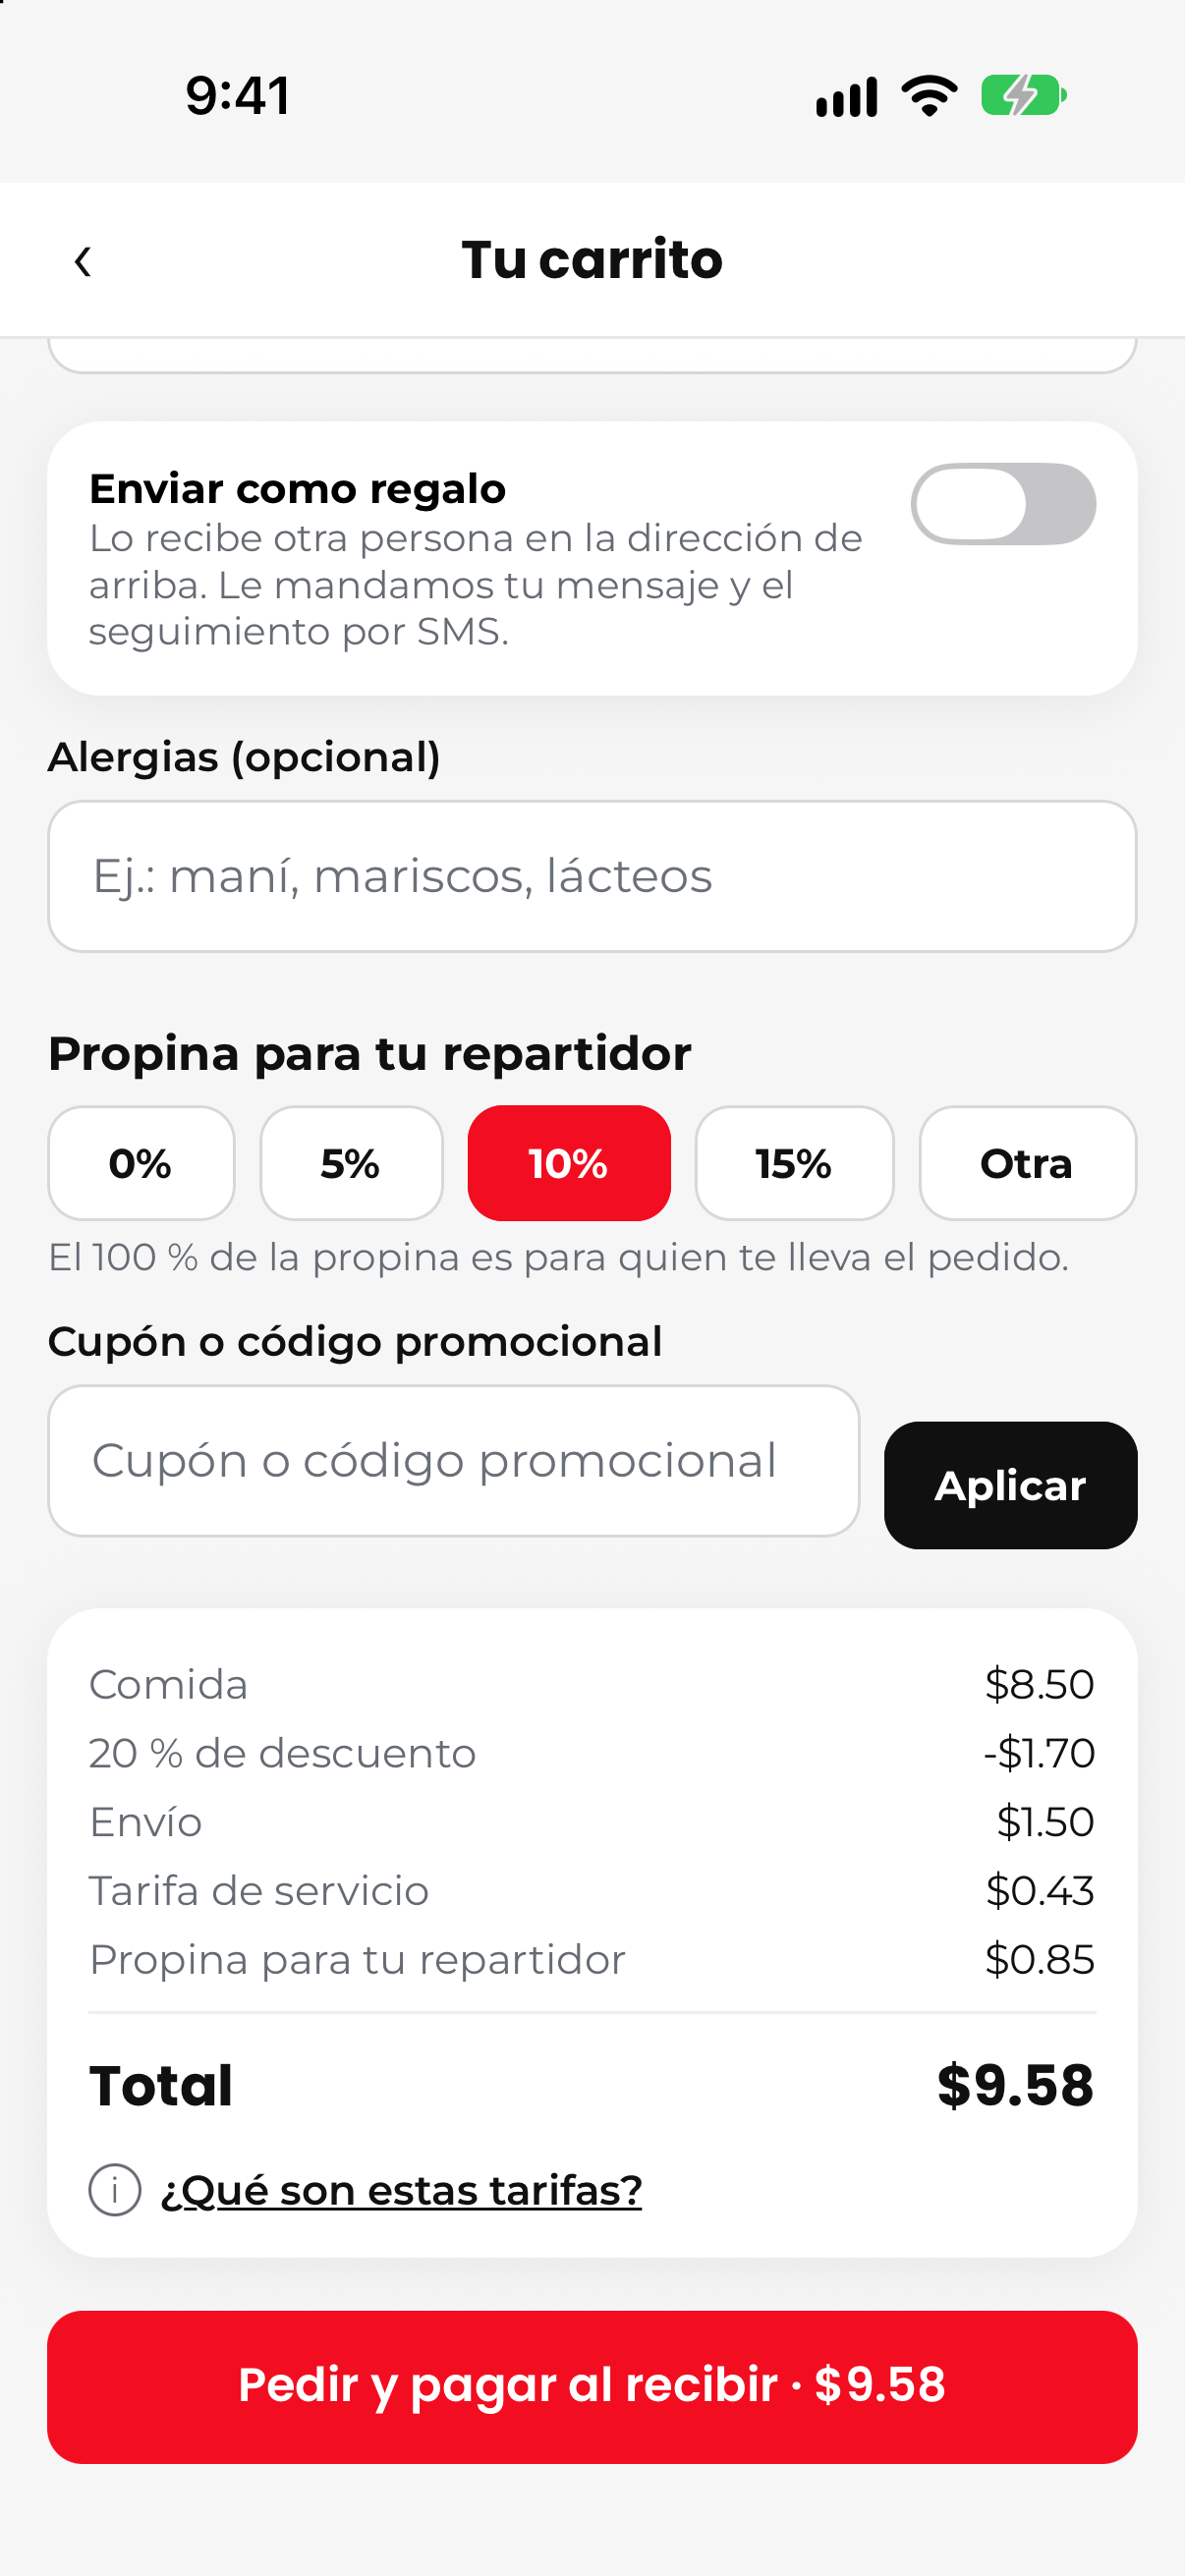 9:41
Tu carrito
Enviar como regalo
Lo recibe otra persona en la dirección de
arriba. Le mandamos tu mensaje y el
seguimiento por SMS.
Alergias (opcional)
Ej.: maní, mariscos, lácteos
Propina para tu repartidor
0% 5% 10% 15% Otra
El 100 % de la propina es para quien te lleva el pedido.
Cupón o código promocional
Cupón o código promocional
Aplicar
Comida $8.50
20 % de descuento -$1.70
Envío $1.50
Tarifa de servicio $0.43
Propina para tu repartidor $0.85
Total $9.58
¿Qué son estas tarifas?
Pedir y pagar al recibir · $9.58